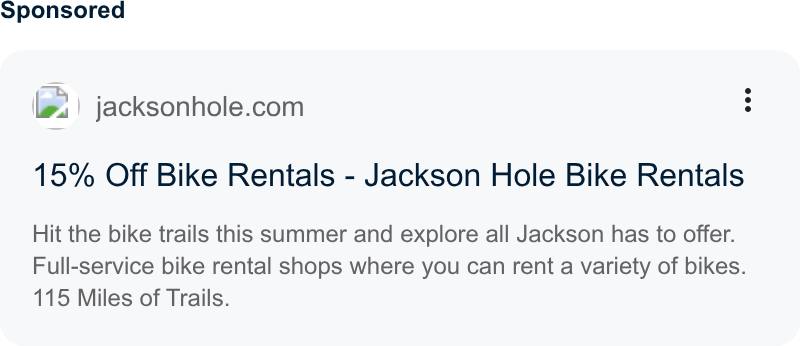 Sponsored
jacksonhole.com
15% Off Bike Rentals - Jackson Hole Bike Rentals
Hit the bike trails this summer and explore all Jackson has to offer.
Full-service bike rental shops where you can rent a variety of bikes.
115 Miles of Trails.